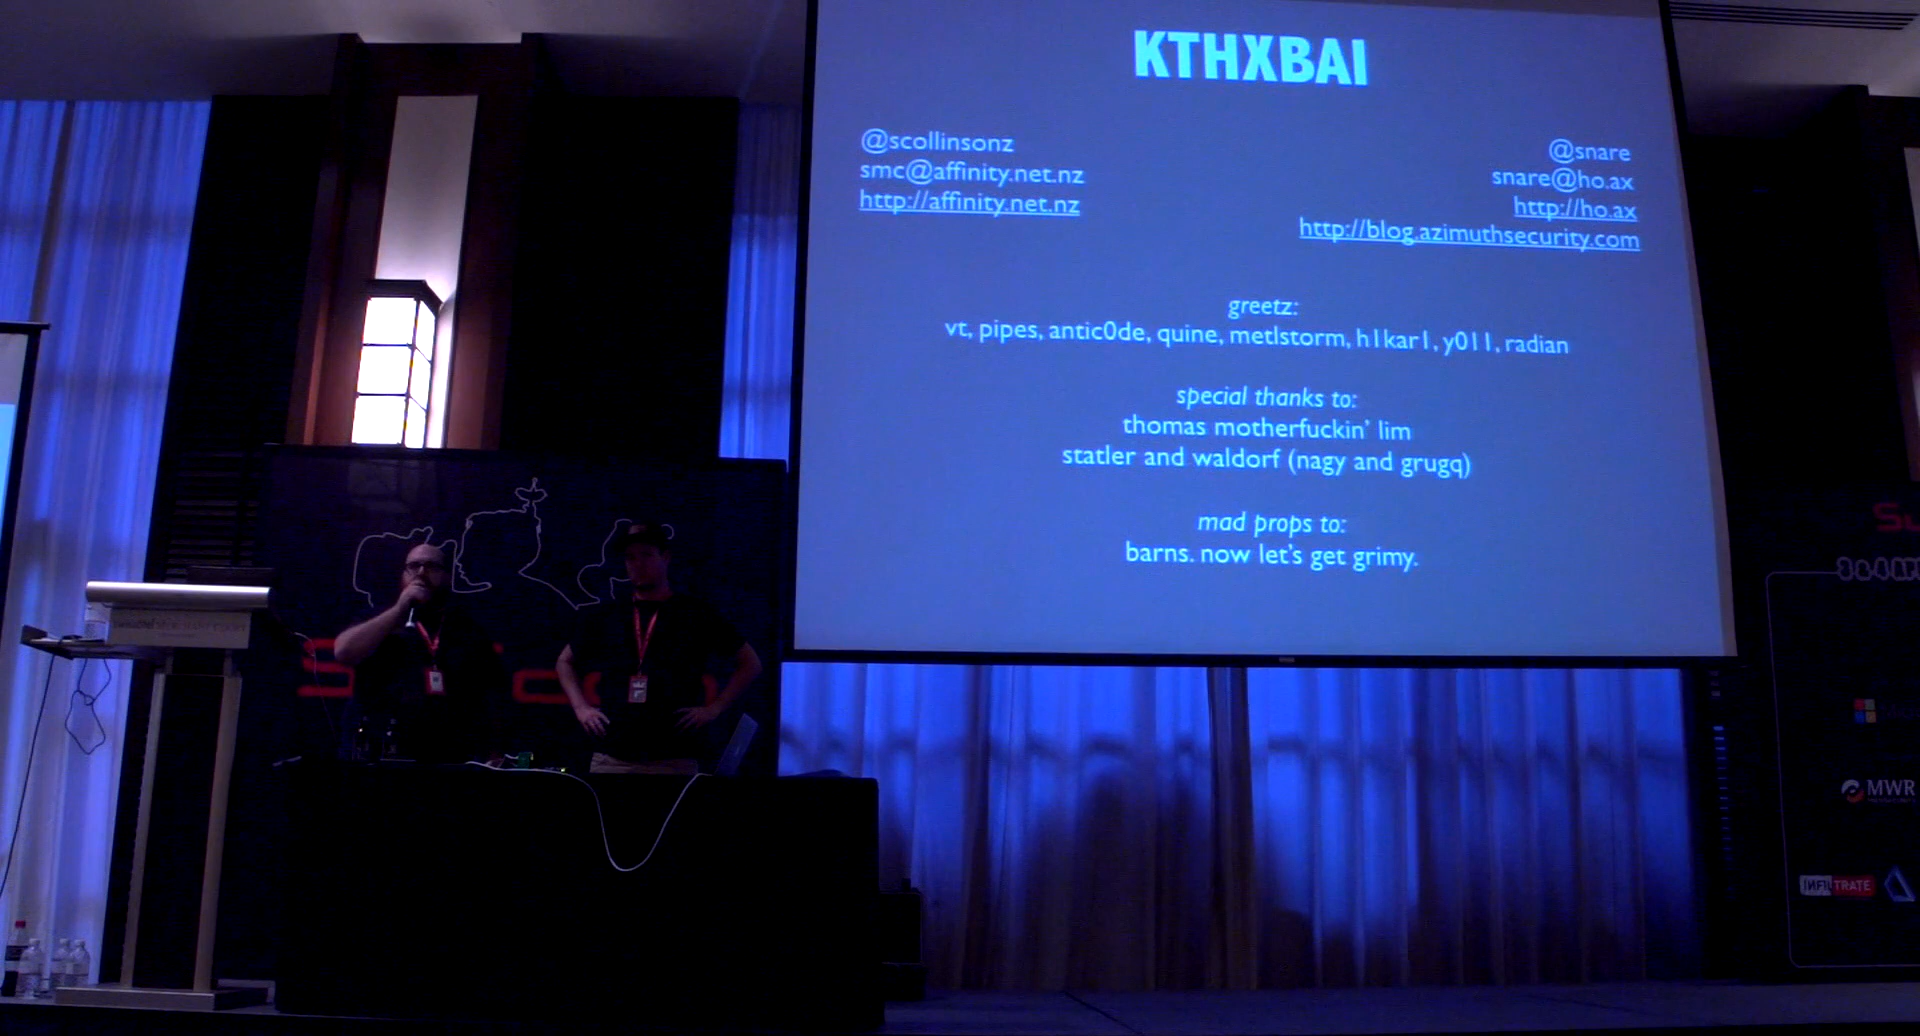 KTHXBAI
@scollinsonz
smc@affinity.net.nz
http://affinity.net.nz
@snare
snare@ho.ax
http://ho.ax
http://blog.azimuthsecurity.com
greetz:
vt, pipes, antic0de, quine, metlstorm, h1kar1, y011, radian
special thanks to:
thomas motherfuckin' lim
statler and waldorf (nagy and grugq)
mad props to:
barns. now let's get grimy.
MWR
INFILTRATE